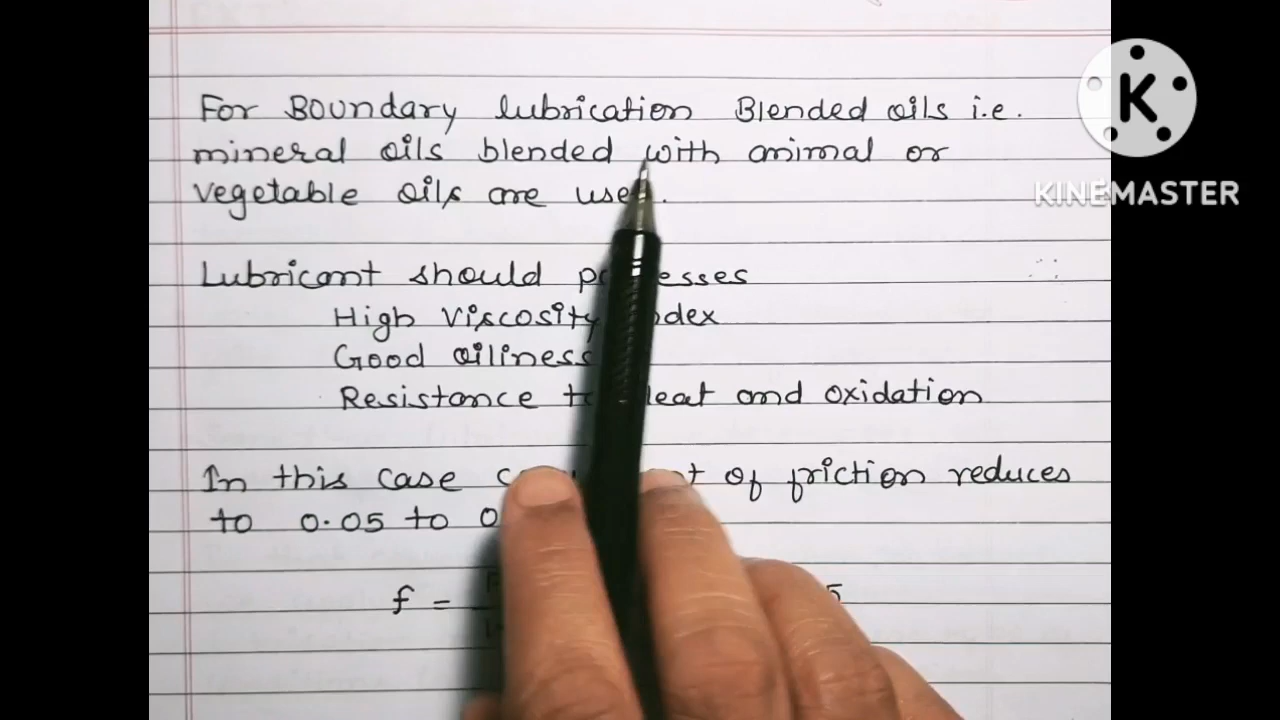 For Boundary lubrication Blended oils i.e.
mineral oils blended with animal or
vegetable oils are used.
Lubricant should
High Viscosity Index
Good oiliness
Resistance to Heat and oxidation
In this case of friction reduces
to 0.05 to
f =
K
KINEMASTER